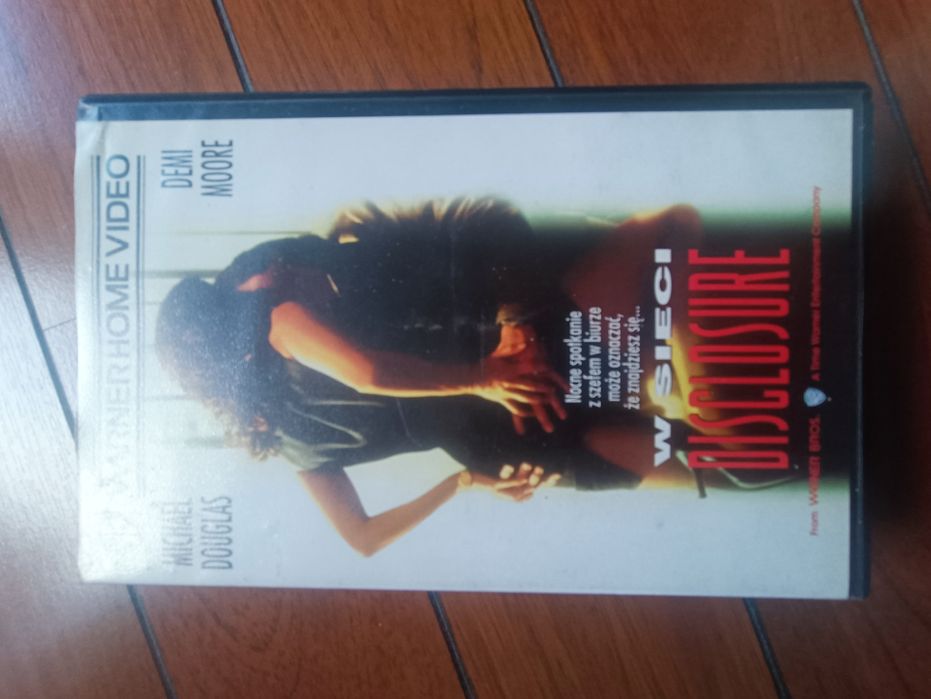 WARNER HOME VIDEO
MICHAEL
DOUGLAS
DEMI
MOORE
Nocne spotkanie
z szefem w biurze
może oznaczać,
że znajdziesz się...
W SIECI
DISCLOSURE
From WARNER BROS. A Time Warner Entertainment Company